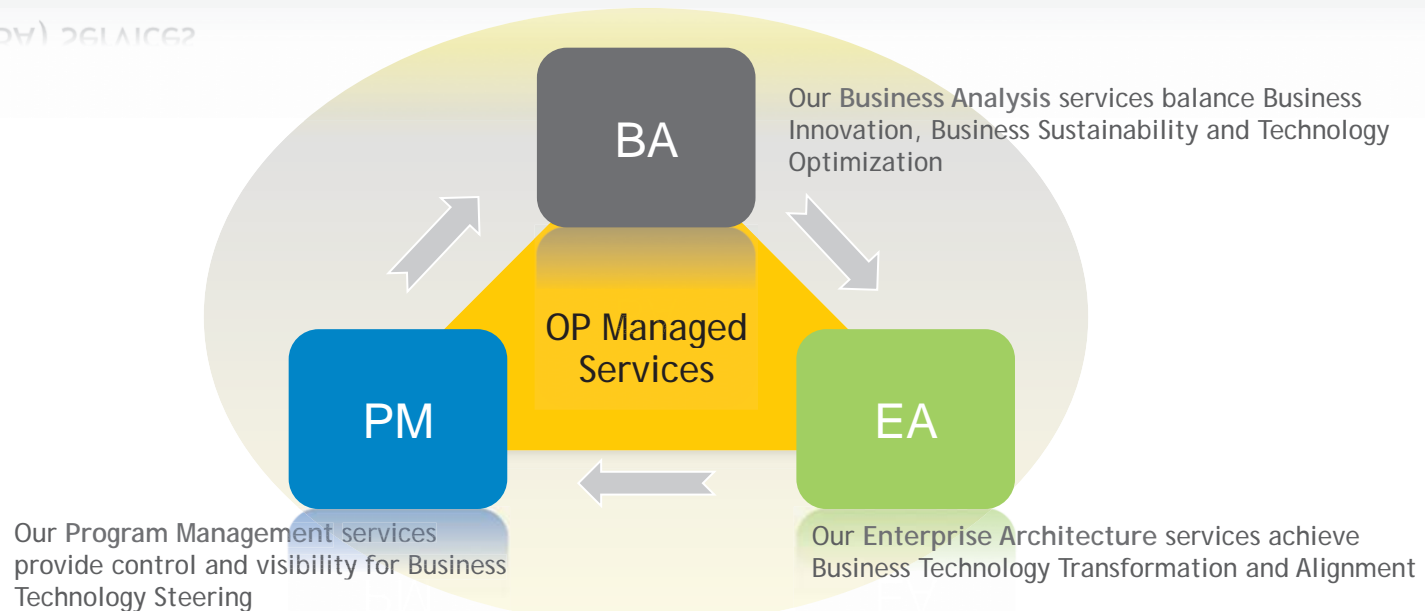 BA
Our Business Analysis services balance Business
Innovation, Business Sustainability and Technology
Optimization
OP Managed
Services
PM
EA
Our Program Management services
provide control and visibility for Business
Technology Steering
Our Enterprise Architecture services achieve
Business Technology Transformation and Alignment